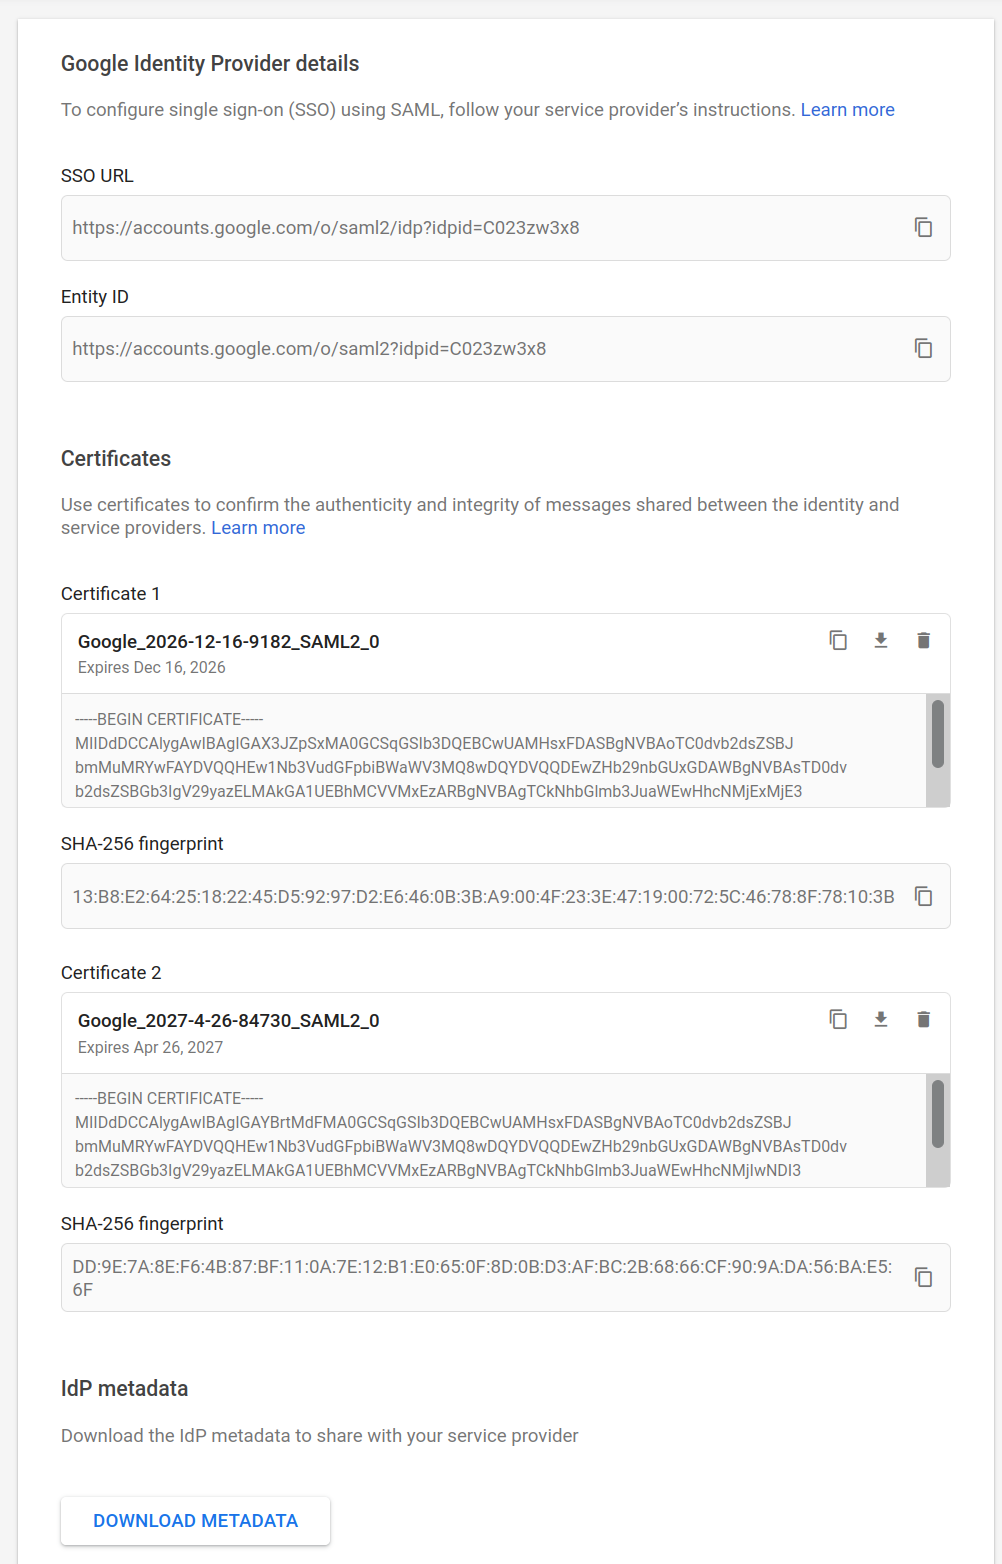 Google Identity Provider details
To configure single sign-on (SSO) using SAML, follow your service provider’s instructions. Learn more
SSO URL
https://accounts.google.com/o/saml2/idp?idpid=C023zw3x8
Entity ID
https://accounts.google.com/o/saml2?idpid=C023zw3x8
Certificates
Use certificates to confirm the authenticity and integrity of messages shared between the identity and
service providers. Learn more
Certificate 1
Google_2026-12-16-9182_SAML2_0
Expires Dec 16, 2026
-----BEGIN CERTIFICATE-----
MIIDdDCCAlygAwIBAgIGAX3JZpSxMA0GCSqGSIb3DQEBCwUAMHsxFDASBgNVBAoTC0dvb2dsZSBJ
bmMuMRYwFAYDVQQHEw1Nb3VudGFpbiBWaWV3MQ8wDQYDVQQDEwZHb29nbGUxGDAWBgNVBAsTD0dv
b2dsZSBGb3IgV29yazELMAkGA1UEBhMCVVMxEzARBgNVBAgTCkNhbGlmb3JuaWEwHhcNMjExMjE3
SHA-256 fingerprint
13:B8:E2:64:25:18:22:45:D5:92:97:D2:E6:46:0B:3B:A9:00:4F:23:3E:47:19:00:72:5C:46:78:8F:78:10:3B
Certificate 2
Google_2027-4-26-84730_SAML2_0
Expires Apr 26, 2027
-----BEGIN CERTIFICATE-----
MIIDdDCCAlygAwIBAgIGAYBrtMdFMA0GCSqGSIb3DQEBCwUAMHsxFDASBgNVBAoTC0dvb2dsZSBJ
bmMuMRYwFAYDVQQHEw1Nb3VudGFpbiBWaWV3MQ8wDQYDVQQDEwZHb29nbGUxGDAWBgNVBAsTD0dv
b2dsZSBGb3IgV29yazELMAkGA1UEBhMCVVMxEzARBgNVBAgTCkNhbGlmb3JuaWEwHhcNMjIwNDI3
SHA-256 fingerprint
DD:9E:7A:8E:F6:4B:87:BF:11:0A:7E:12:B1:E0:65:0F:8D:0B:D3:AF:BC:2B:68:66:CF:90:9A:DA:56:BA:E5:
6F
IdP metadata
Download the IdP metadata to share with your service provider
DOWNLOAD METADATA